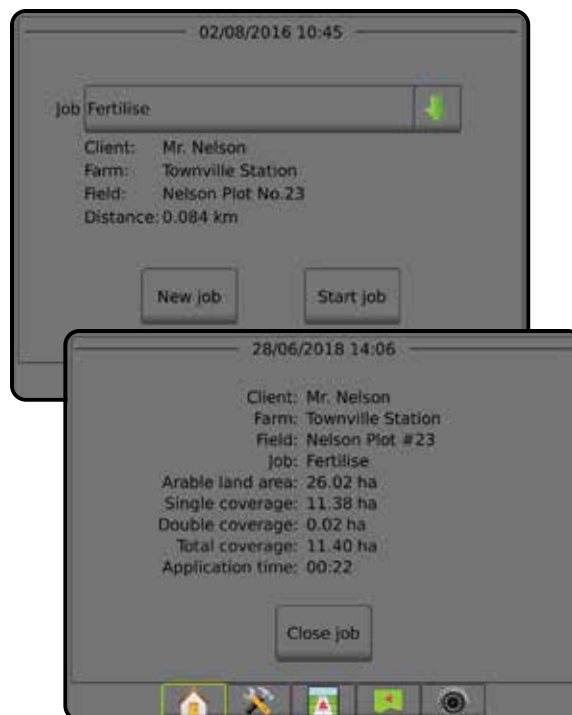 02/08/2016 10:45
Job Fertilise
Client: Mr. Nelson
Farm: Townville Station
Field: Nelson Plot No.23
Distance: 0.084 km
New job Start job
28/06/2018 14:06
Client: Mr. Nelson
Farm: Townville Station
Field: Nelson Plot #23
Job: Fertilise
Arable land area: 26.02 ha
Single coverage: 11.38 ha
Double coverage: 0.02 ha
Total coverage: 11.40 ha
Application time: 00:22
Close job